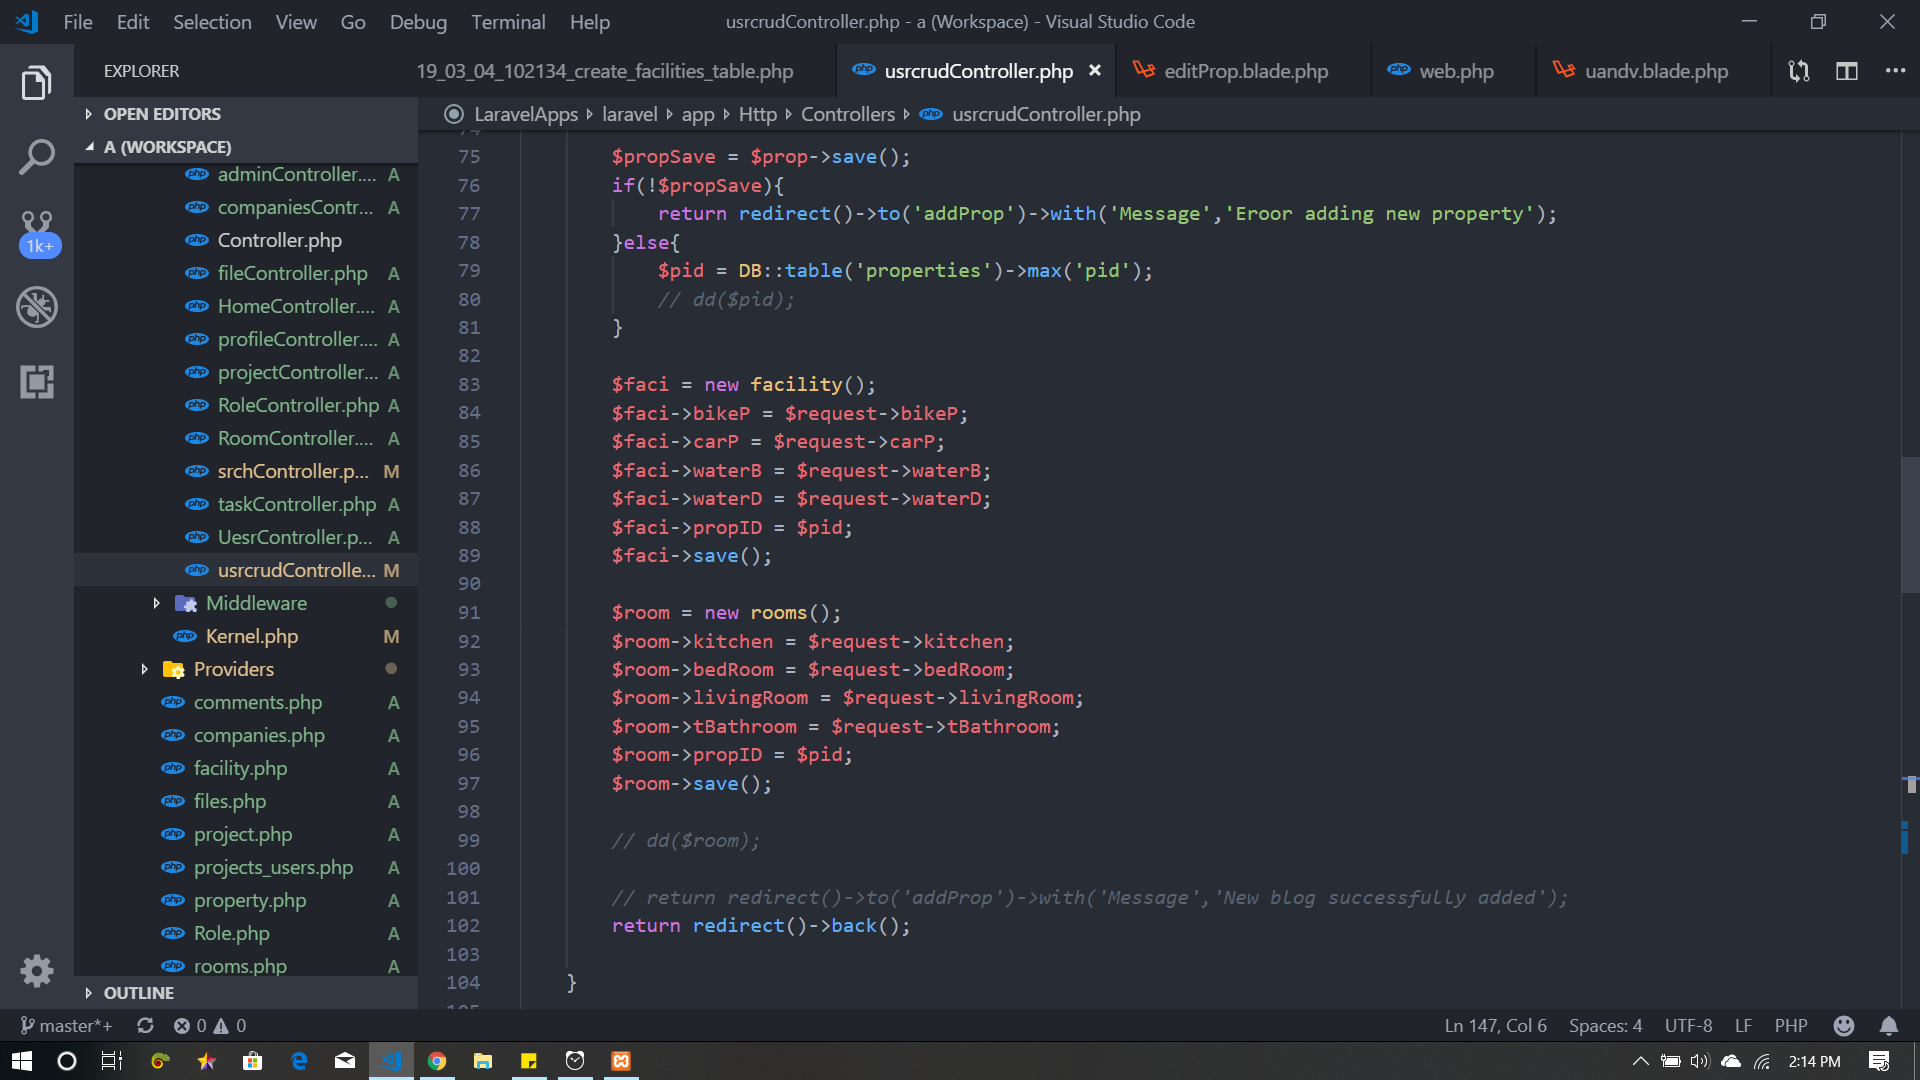 File Edit Selection View Go Debug Terminal Help
usrcrudController.php - a (Workspace) - Visual Studio Code
EXPLORER
19_03_04_102134_create_facilities_table.php
usrcrudController.php
editProp.blade.php
web.php
uandv.blade.php
OPEN EDITORS
A (WORKSPACE)
LaravelApps laravel app Http Controllers usrcrudController.php
1k+
adminController.... A
companiesContr... A
Controller.php
fileController.php A
HomeController.... A
profileController.... A
projectController... A
RoleController.php A
RoomController.... A
srchController.p... M
taskController.php A
UesrController.p... A
usrcrudControlle... M
Middleware
Kernel.php M
Providers
comments.php A
companies.php A
facility.php A
files.php A
project.php A
projects_users.php A
property.php A
Role.php A
rooms.php A
OUTLINE
75 $propSave = $prop->save();
76 if(!$propSave){
77 return redirect()->to('addProp')->with('Message','Eroor adding new property');
78 }else{
79 $pid = DB::table('properties')->max('pid');
80 // dd($pid);
81 }
82
83 $faci = new facility();
84 $faci->bikeP = $request->bikeP;
85 $faci->carP = $request->carP;
86 $faci->waterB = $request->waterB;
87 $faci->waterD = $request->waterD;
88 $faci->propID = $pid;
89 $faci->save();
90
91 $room = new rooms();
92 $room->kitchen = $request->kitchen;
93 $room->bedRoom = $request->bedRoom;
94 $room->livingRoom = $request->livingRoom;
95 $room->tBathroom = $request->tBathroom;
96 $room->propID = $pid;
97 $room->save();
98
99 // dd($room);
100
101 // return redirect()->to('addProp')->with('Message','New blog successfully added');
102 return redirect()->back();
103
104 }
master*+ 0 0
Ln 147, Col 6 Spaces: 4 UTF-8 LF PHP
2:14 PM